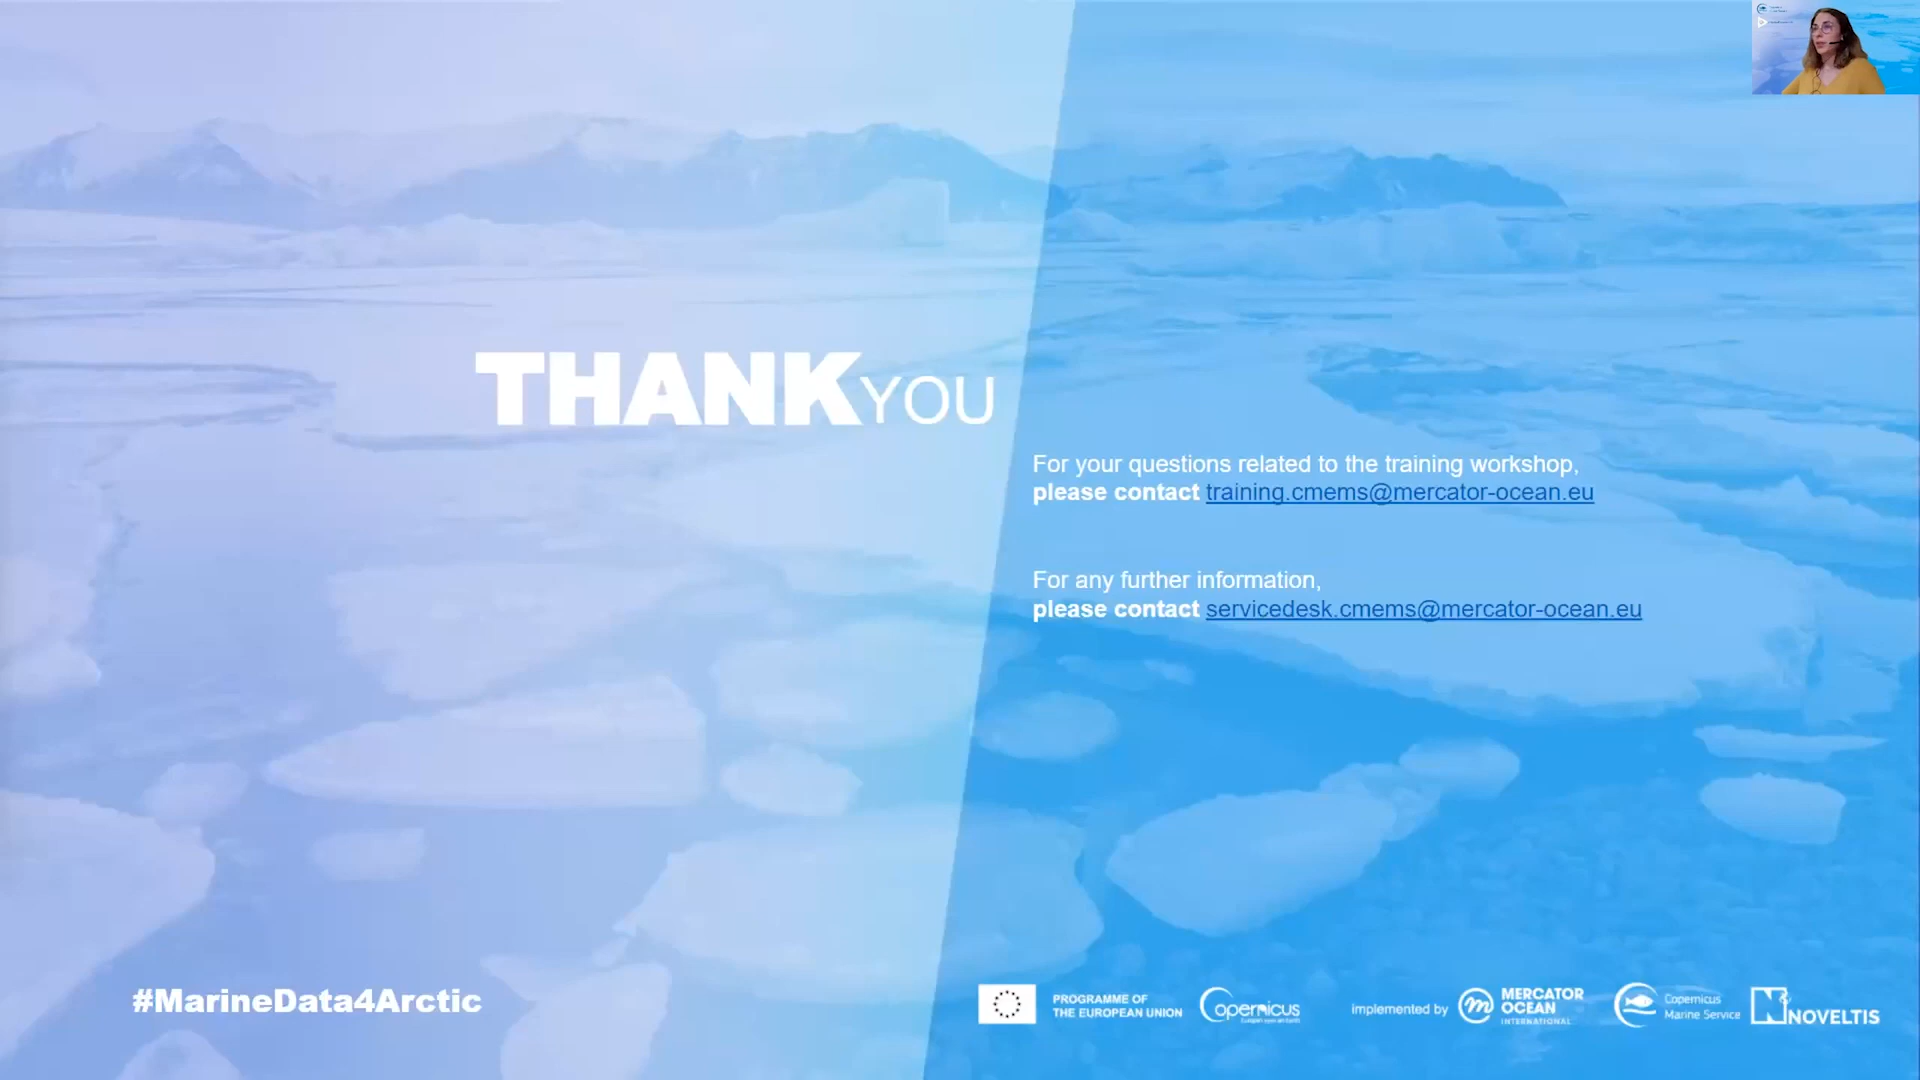 THANK YOU
For your questions related to the training workshop,
please contact training.cmems@mercator-ocean.eu
For any further information,
please contact servicedesk.cmems@mercator-ocean.eu
#MarineData4Arctic
PROGRAMME OF
THE EUROPEAN UNION
Copernicus
implemented by
MERCATOR
OCEAN
INTERNATIONAL
Copernicus
Marine Service
NOVELTIS